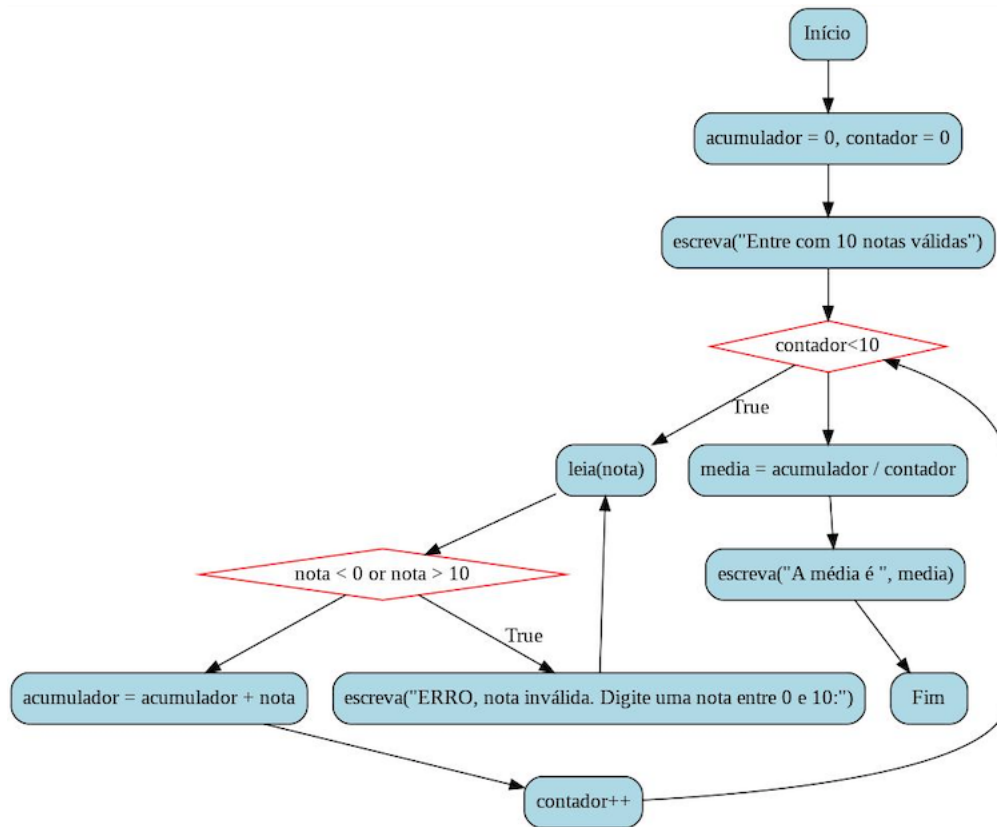 Início
acumulador = 0, contador = 0
escreva("Entre com 10 notas válidas")
contador<10
True
leia(nota)
media = acumulador / contador
nota < 0 or nota > 10
escreva("A média é ", media)
True
acumulador = acumulador + nota
escreva("ERRO, nota inválida. Digite uma nota entre 0 e 10:")
Fim
contador++